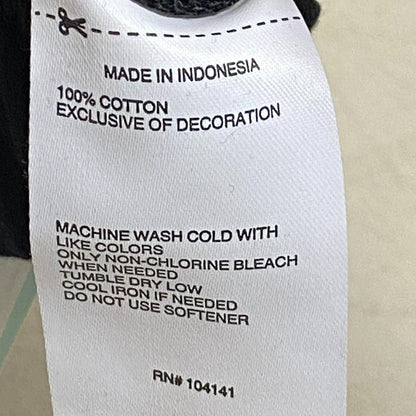 MADE IN INDONESIA
100% COTTON
EXCLUSIVE OF DECORATION
MACHINE WASH COLD WITH
LIKE COLORS
ONLY NON-CHLORINE BLEACH
WHEN NEEDED
TUMBLE DRY LOW
COOL IRON IF NEEDED
DO NOT USE SOFTENER
RN# 104141